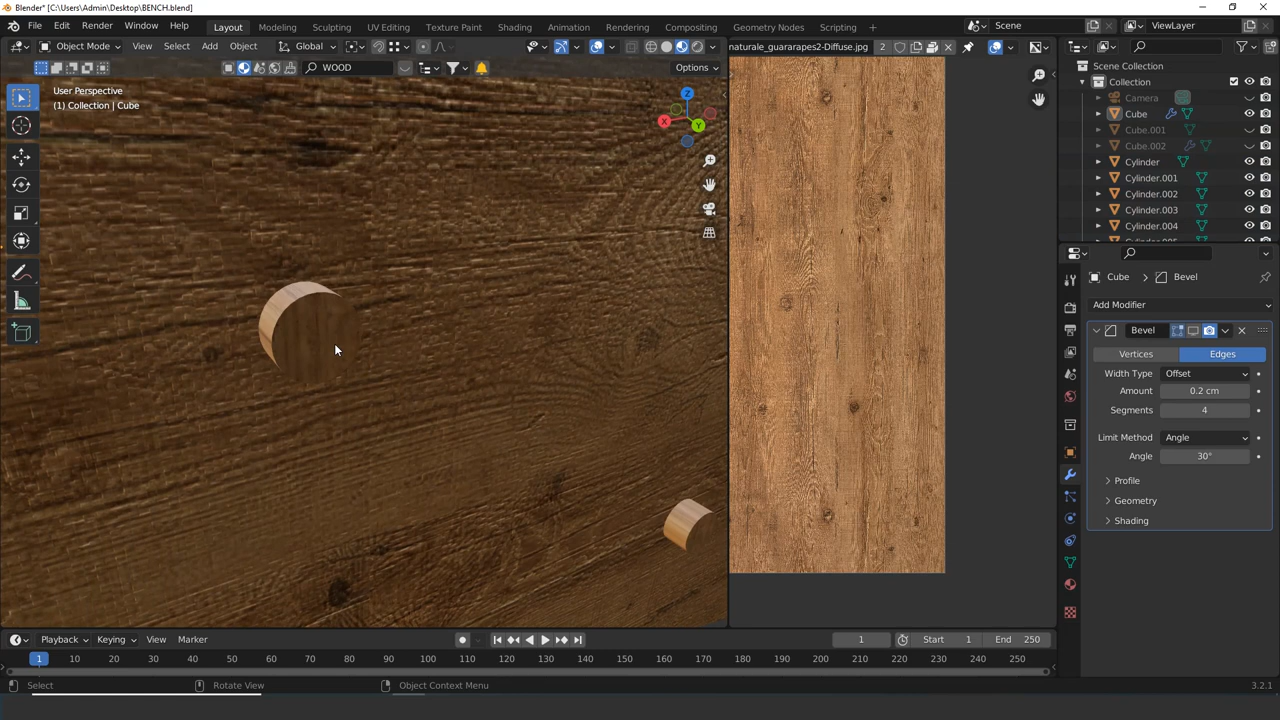 Blender* [C:\Users\Admin\Desktop\BENCH.blend]
File Edit Render Window Help Layout Modeling Sculpting UV Editing Texture Paint Shading Animation Rendering Compositing Geometry Nodes Scripting Scene ViewLayer
Object Mode View Select Add Object Global naturale_guararapes2-Diffuse.jpg 2
WOOD Options
User Perspective
(1) Collection | Cube
Z
X
Y
Scene Collection
Collection
Camera
Cube
Cube.001
Cube.002
Cylinder
Cylinder.001
Cylinder.002
Cylinder.003
Cylinder.004
Cube Bevel
Add Modifier
Bevel
Vertices Edges
Width Type Offset
Amount 0.2 cm
Segments 4
Limit Method Angle
Angle 30°
Profile
Geometry
Shading
Playback Keying View Marker 1 Start 1 End 250
1 10 20 30 40 50 60 70 80 90 100 110 120 130 140 150 160 170 180 190 200 210 220 230 240 250
Select Rotate View Object Context Menu 3.2.1